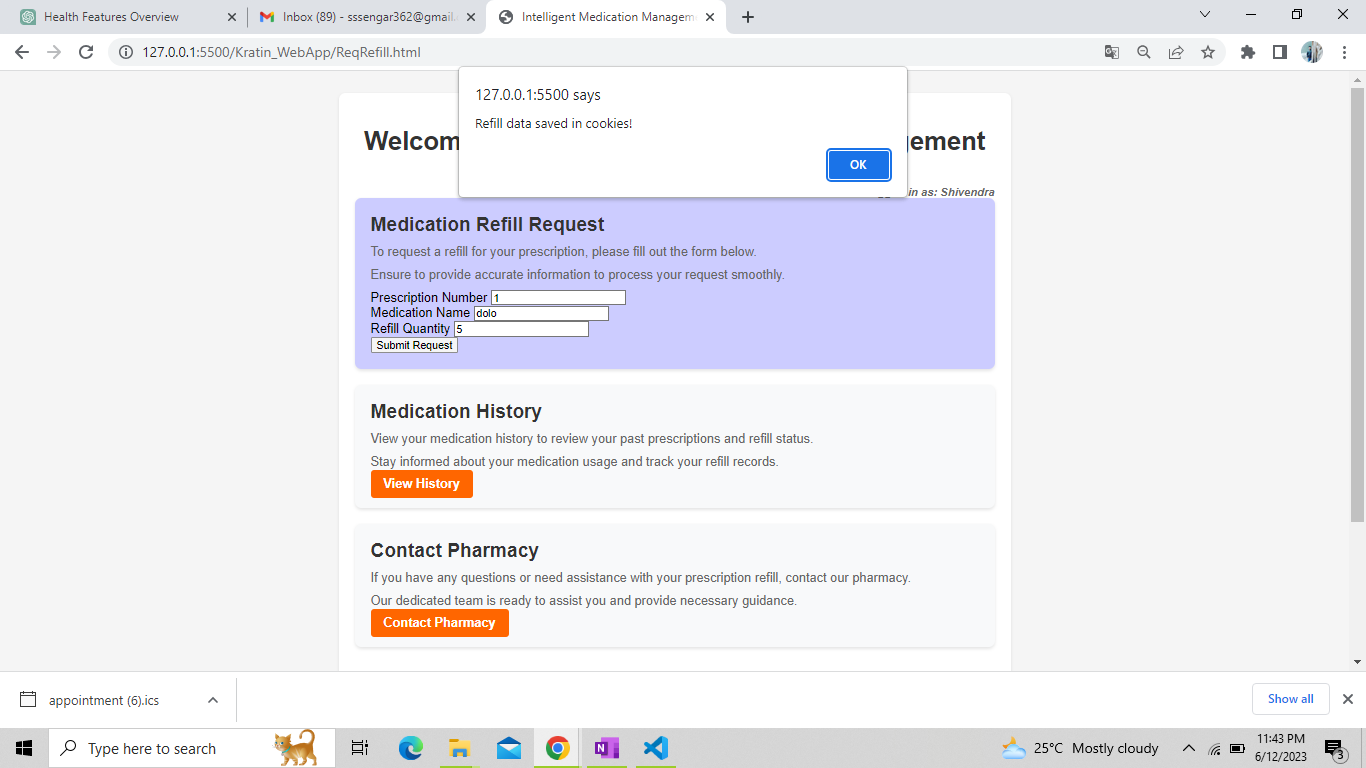 Health Features Overview
Inbox (89) - sssengar362@gmail.
Intelligent Medication Managem
127.0.0.1:5500/Kratin_WebApp/ReqRefill.html
127.0.0.1:5500 says
Refill data saved in cookies!
OK
Welcom
gement
in as: Shivendra
Medication Refill Request
To request a refill for your prescription, please fill out the form below.
Ensure to provide accurate information to process your request smoothly.
Prescription Number 1
Medication Name dolo
Refill Quantity 5
Submit Request
Medication History
View your medication history to review your past prescriptions and refill status.
Stay informed about your medication usage and track your refill records.
View History
Contact Pharmacy
If you have any questions or need assistance with your prescription refill, contact our pharmacy.
Our dedicated team is ready to assist you and provide necessary guidance.
Contact Pharmacy
appointment (6).ics
Show all
Type here to search
N
25°C Mostly cloudy
11:43 PM
6/12/2023
3